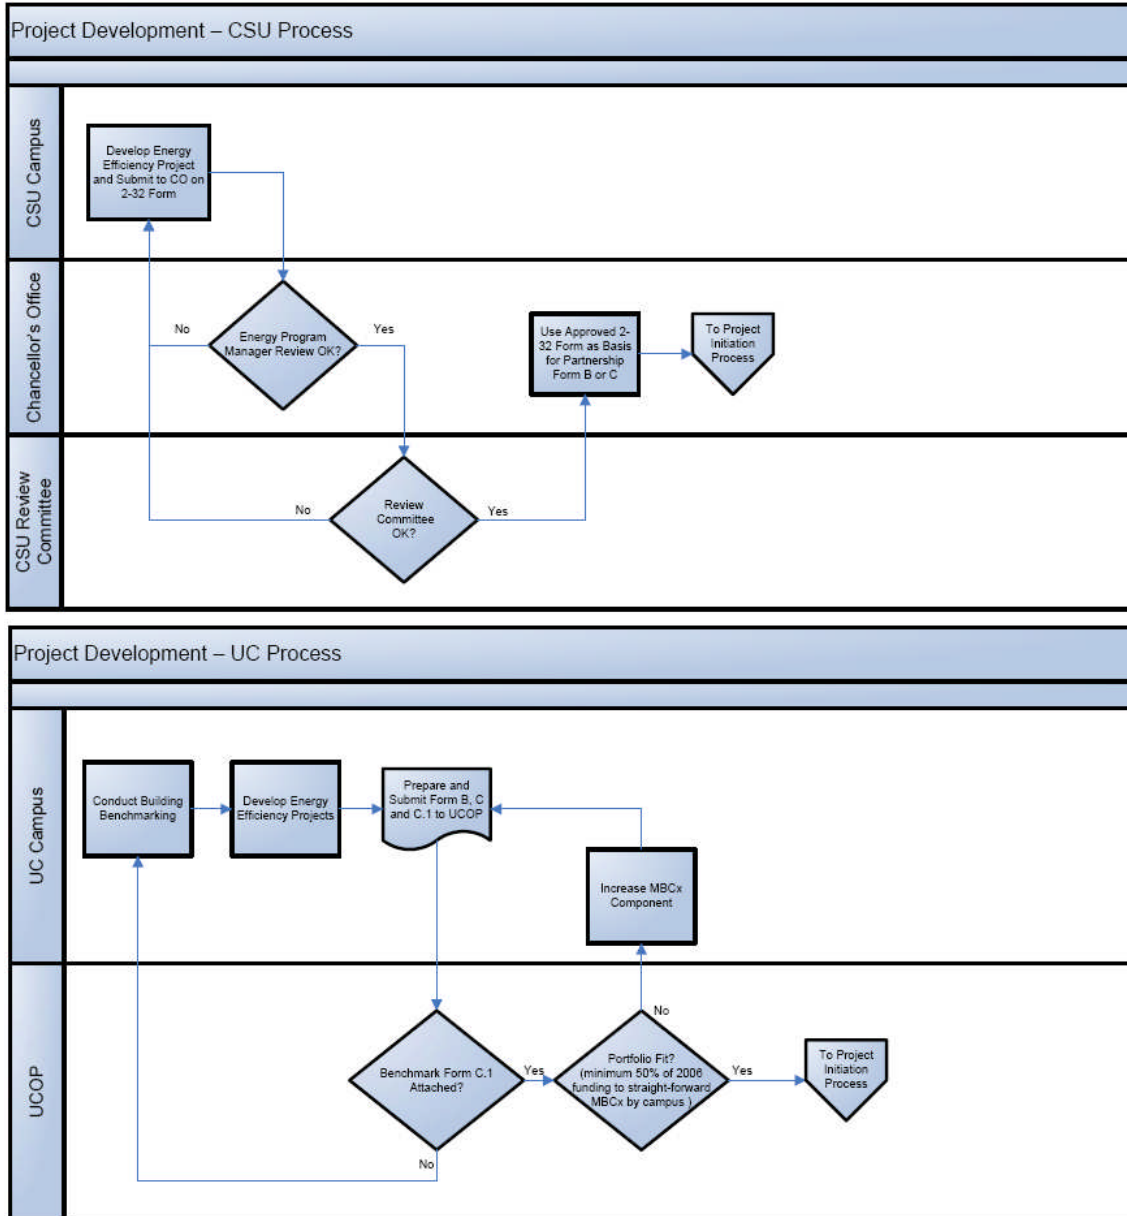 Project Development – CSU Process
CSU Campus
Develop Energy
Efficiency Project
and Submit to CO on
2-32 Form
Chancellor's Office
No
Energy Program
Manager Review OK?
Yes
Use Approved 2-
32 Form as Basis
for Partnership
Form B or C
To Project
Initiation
Process
CSU Review
Committee
No
Review
Committee
OK?
Yes
Project Development – UC Process
UC Campus
Conduct Building
Benchmarking
Develop Energy
Efficiency Projects
Prepare and
Submit Form B, C
and C.1 to UCOP
Increase MBCx
Component
UCOP
Benchmark Form C.1
Attached?
Yes
No
No
Portfolio Fit?
(minimum 50% of 2006
funding to straight-forward
MBCx by campus )
Yes
To Project
Initiation
Process